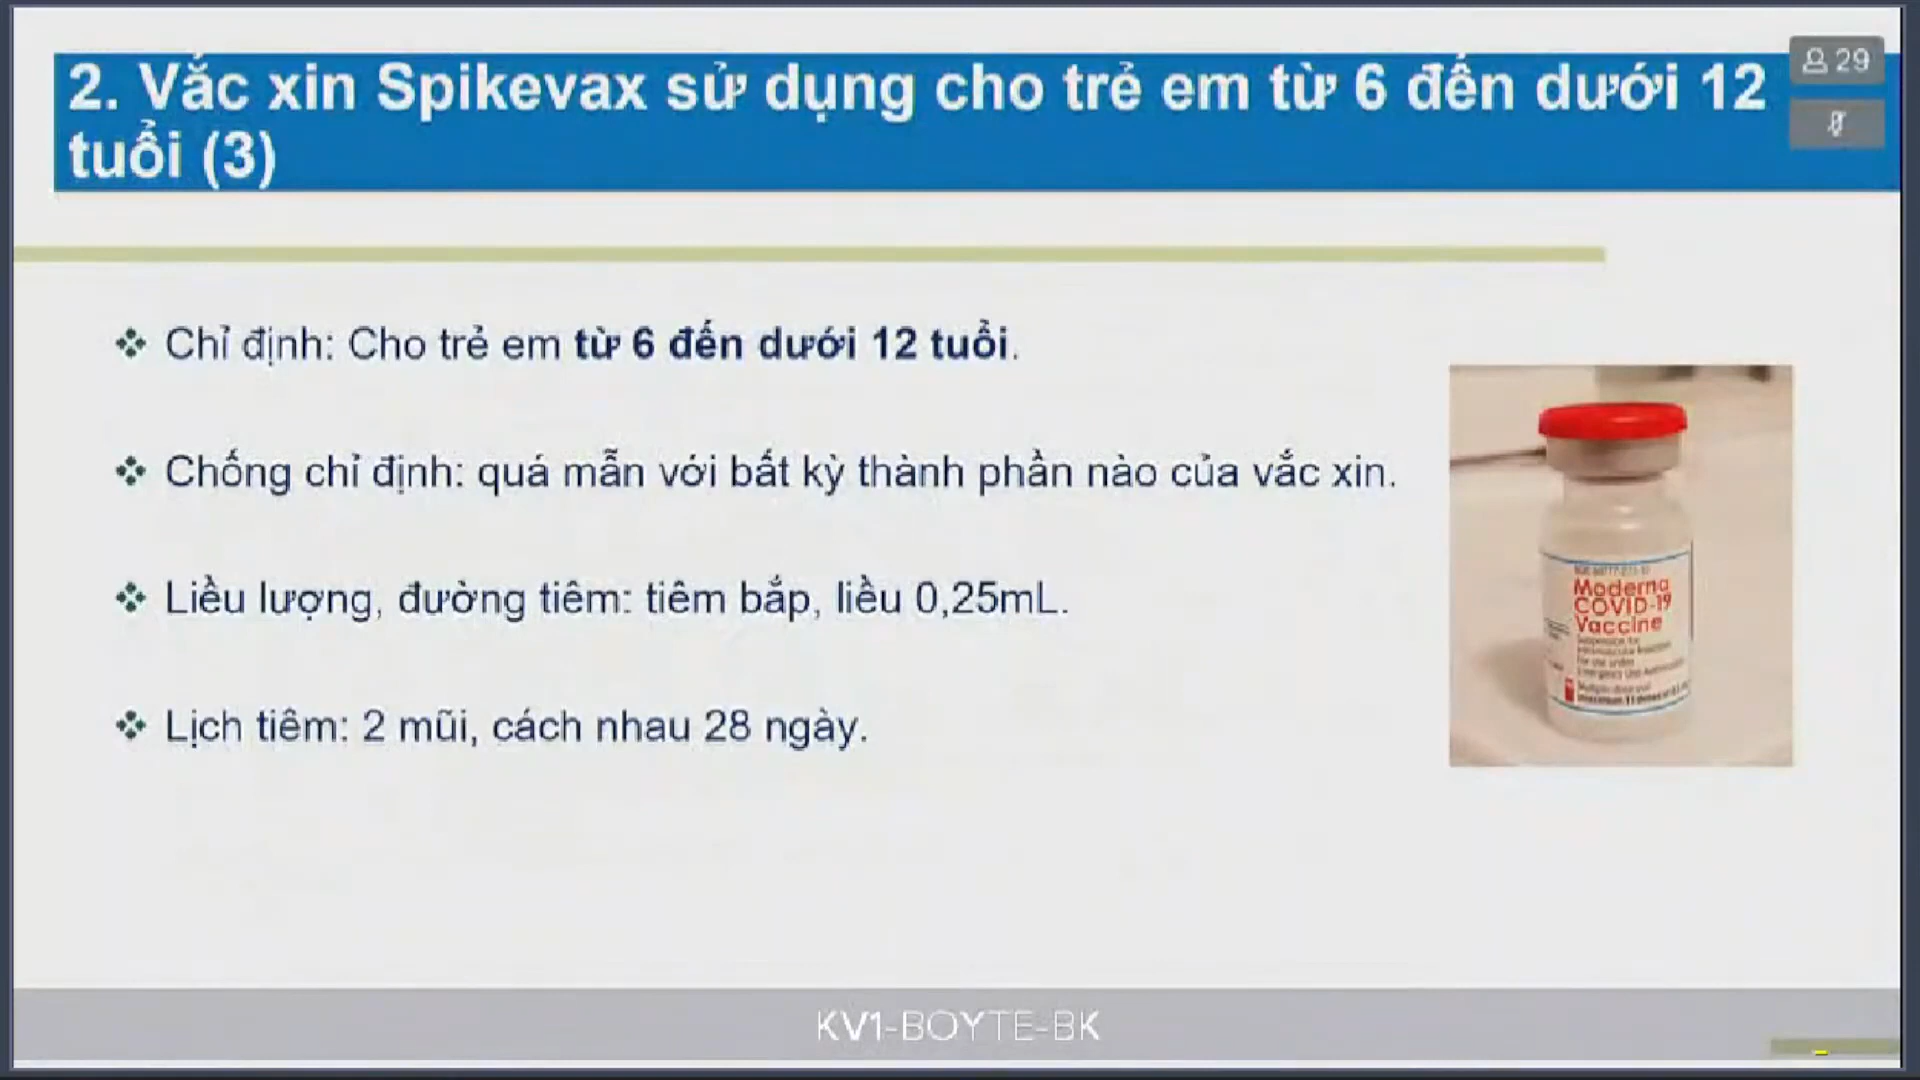 2. Vắc xin Spikevax sử dụng cho trẻ em từ 6 đến dưới 12
tuổi (3)
29
❖ Chỉ định: Cho trẻ em từ 6 đến dưới 12 tuổi.
❖ Chống chỉ định: quá mẫn với bất kỳ thành phần nào của vắc xin.
❖ Liều lượng, đường tiêm: tiêm bắp, liều 0,25mL.
❖ Lịch tiêm: 2 mũi, cách nhau 28 ngày.
Moderna
COVID-19
Vaccine
KV1-BOYTE-BK